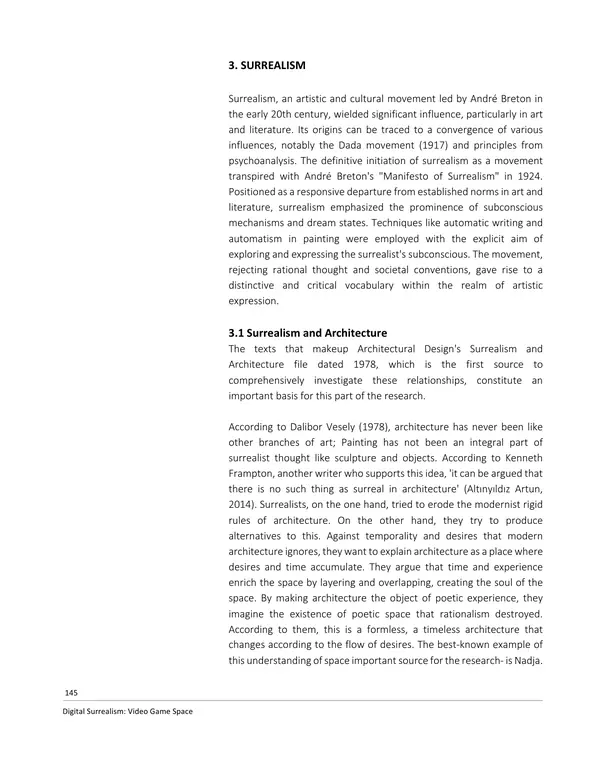 3. SURREALISM
Surrealism, an artistic and cultural movement led by André Breton in
the early 20th century, wielded significant influence, particularly in art
and literature. Its origins can be traced to a convergence of various
influences, notably the Dada movement (1917) and principles from
psychoanalysis. The definitive initiation of surrealism as a movement
transpired with André Breton's "Manifesto of Surrealism" in 1924.
Positioned as a responsive departure from established norms in art and
literature, surrealism emphasized the prominence of subconscious
mechanisms and dream states. Techniques like automatic writing and
automatism in painting were employed with the explicit aim of
exploring and expressing the surrealist's subconscious. The movement,
rejecting rational thought and societal conventions, gave rise to a
distinctive and critical vocabulary within the realm of artistic
expression.
3.1 Surrealism and Architecture
The texts that makeup Architectural Design's Surrealism and
Architecture file dated 1978, which is the first source to
comprehensively investigate these relationships, constitute an
important basis for this part of the research.
According to Dalibor Vesely (1978), architecture has never been like
other branches of art; Painting has not been an integral part of
surrealist thought like sculpture and objects. According to Kenneth
Frampton, another writer who supports this idea, 'it can be argued that
there is no such thing as surreal in architecture' (Altınyıldız Artun,
2014). Surrealists, on the one hand, tried to erode the modernist rigid
rules of architecture. On the other hand, they try to produce
alternatives to this. Against temporality and desires that modern
architecture ignores, they want to explain architecture as a place where
desires and time accumulate. They argue that time and experience
enrich the space by layering and overlapping, creating the soul of the
space. By making architecture the object of poetic experience, they
imagine the existence of poetic space that rationalism destroyed.
According to them, this is a formless, a timeless architecture that
changes according to the flow of desires. The best-known example of
this understanding of space important source for the research- is Nadja.
145
Digital Surrealism: Video Game Space